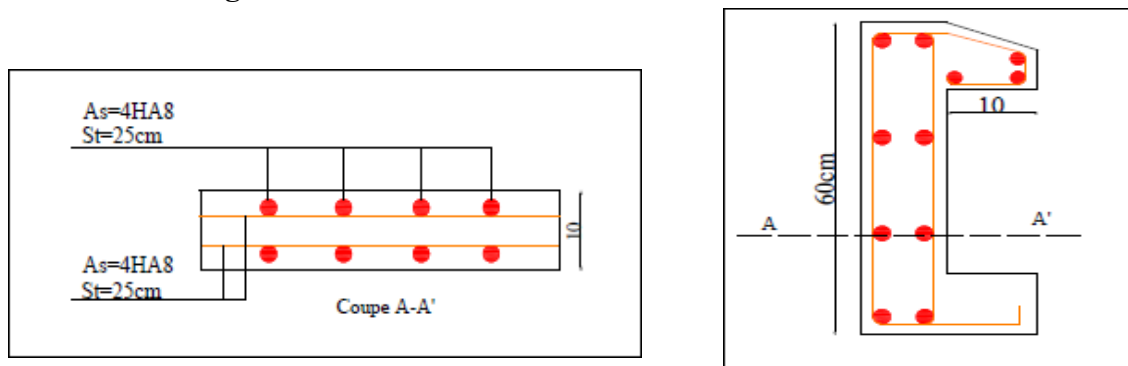 As=4HA8
St=25cm
10
As=4HA8
St=25cm
Coupe A-A'
10
60cm
A
A'